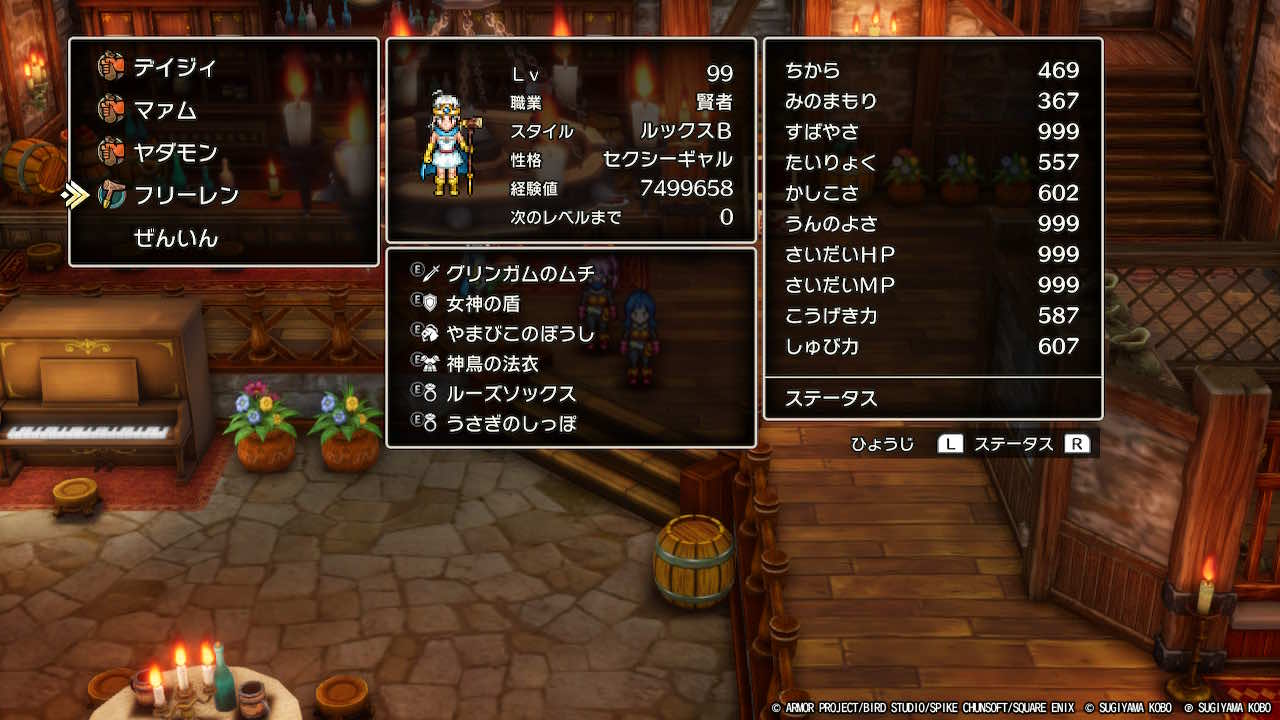 デイジィ
マァム
ヤダモン
フリーレン
ぜんいん
Lv 99
職業 賢者
スタイル ルックスB
性格 セクシーギャル
経験値 7499658
次のレベルまで 0
E グリンガムのムチ
E 女神の盾
E やまびこのぼうし
E 神鳥の法衣
E ルーズソックス
E うさぎのしっぽ
ちから 469
みのまもり 367
すばやさ 999
たいりょく 557
かしこさ 602
うんのよさ 999
さいだいHP 999
さいだいMP 999
こうげき力 587
しゅび力 607
ステータス
ひょうじ L ステータス R
© ARMOR PROJECT/BIRD STUDIO/SPIKE CHUNSOFT/SQUARE ENIX © SUGIYAMA KOBO ℗ SUGIYAMA KOBO